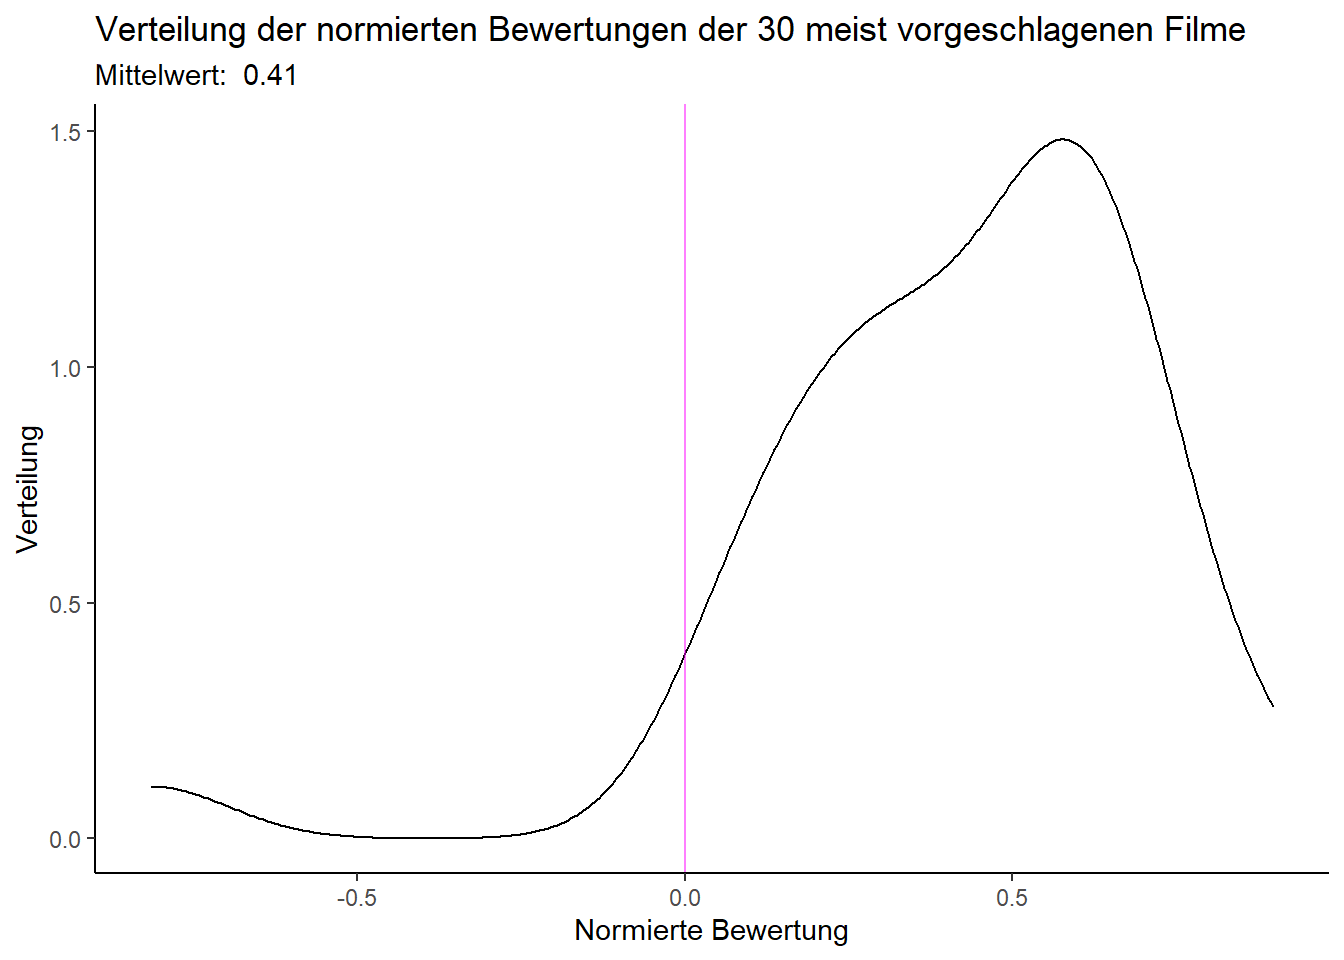 Verteilung der normierten Bewertungen der 30 meist vorgeschlagenen Filme
Mittelwert:  0.41
1.5
1.0
0.5
0.0
Verteilung
-0.5
0.0
0.5
Normierte Bewertung